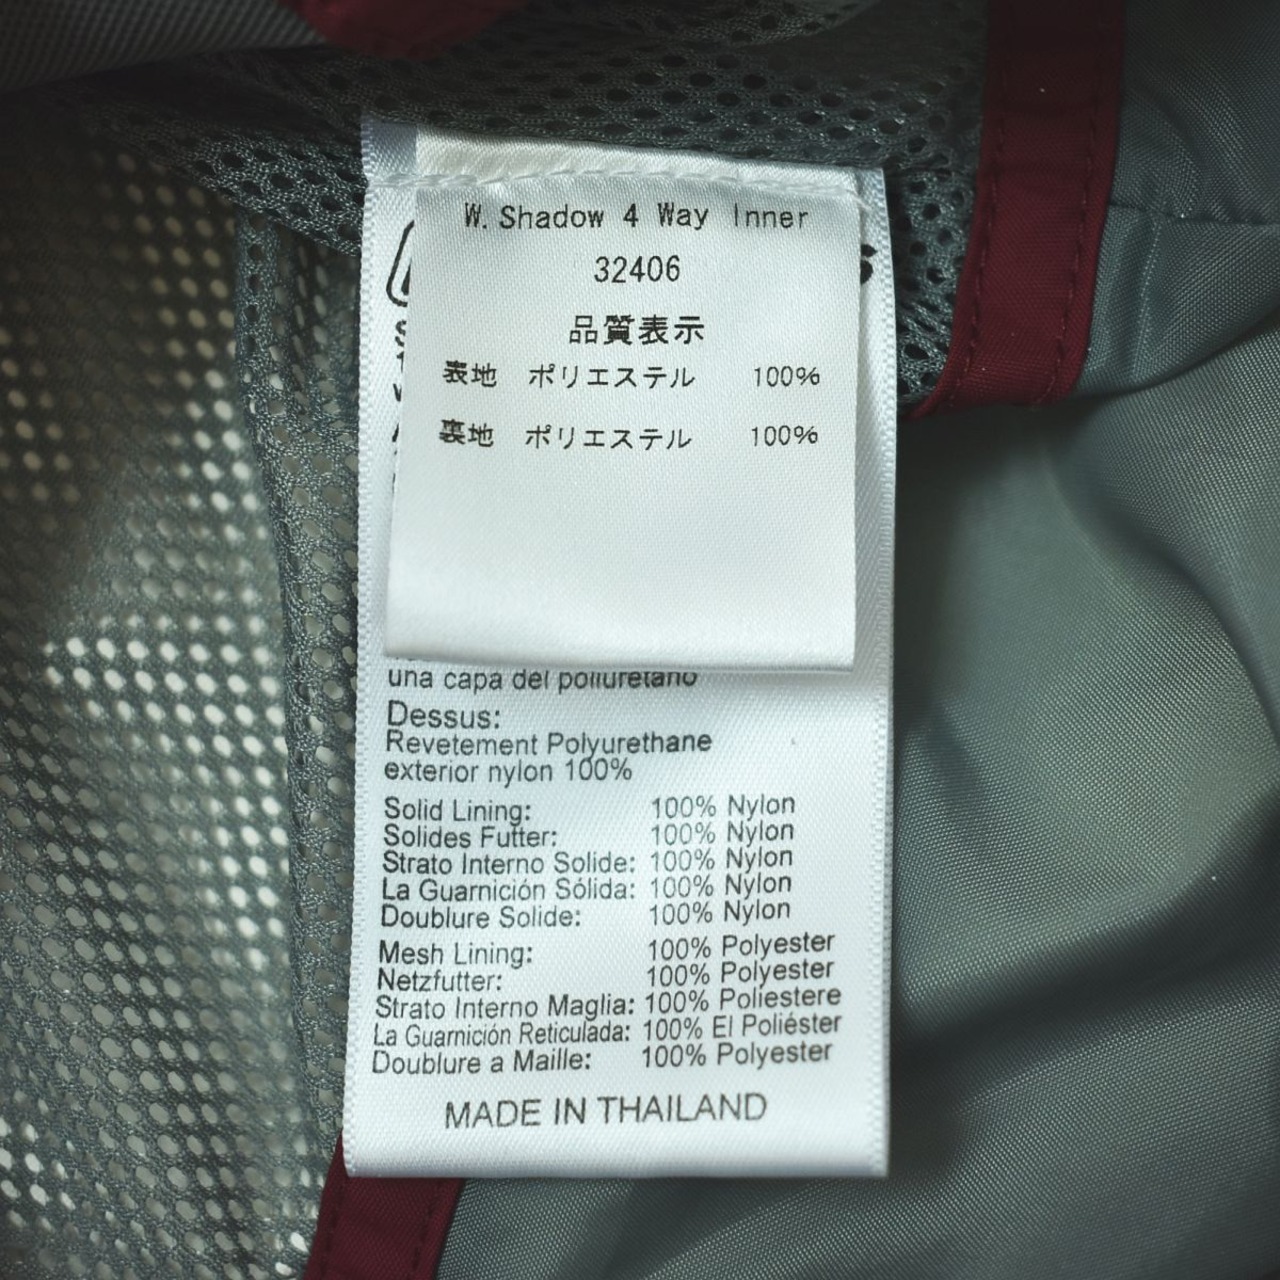 W. Shadow 4 Way Inner
32406
品質表示
表地 ポリエステル 100%
裏地 ポリエステル 100%
una capa del poliuretano
Dessus:
Revetement Polyurethane
exterior nylon 100%
Solid Lining: 100% Nylon
Solides Futter: 100% Nylon
Strato Interno Solide: 100% Nylon
La Guarnición Sólida: 100% Nylon
Doublure Solide: 100% Nylon
Mesh Lining: 100% Polyester
Netzfutter: 100% Polyester
Strato Interno Maglia: 100% Poliestere
La Guarnición Reticulada: 100% El Poliéster
Doublure a Maille: 100% Polyester
MADE IN THAILAND